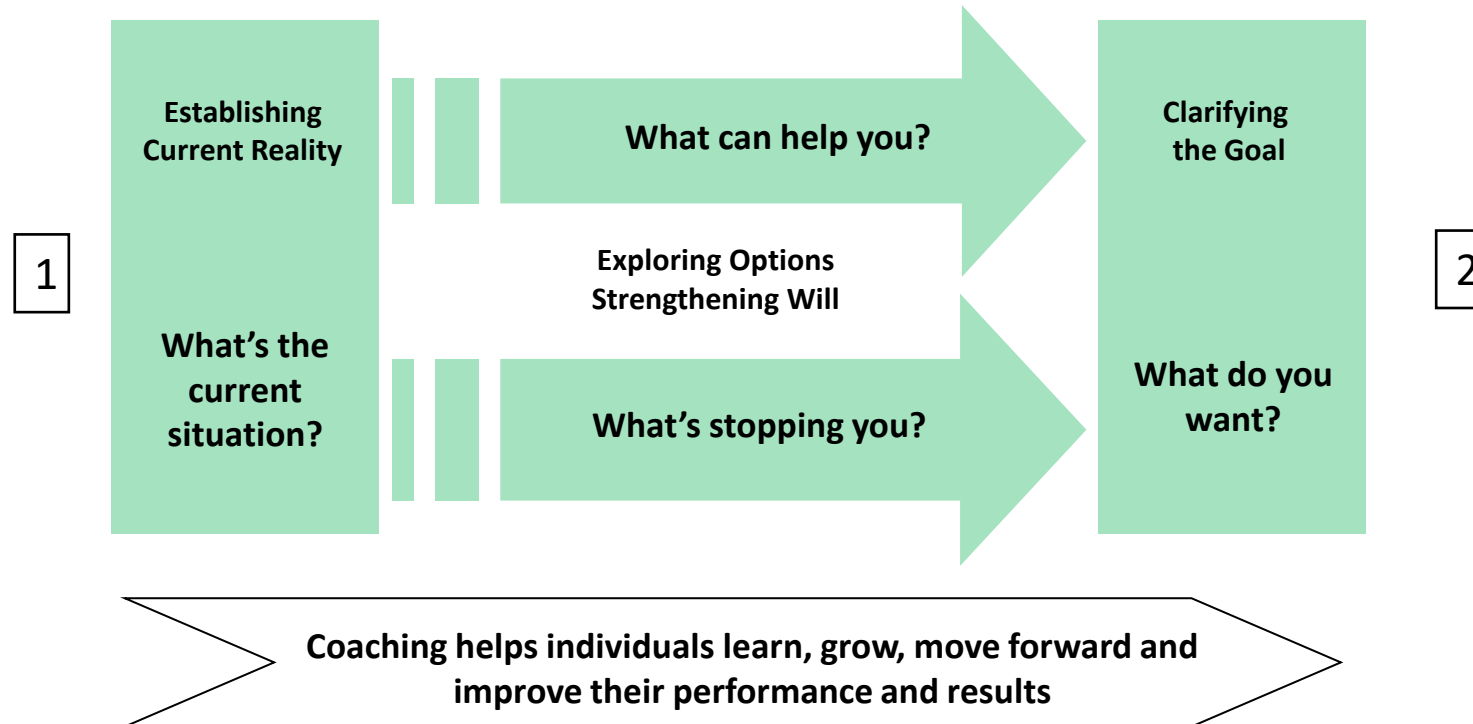 Establishing
Current Reality
What can help you?
Clarifying
the Goal
1
Exploring Options
Strengthening Will
2
What’s the
current
situation?
What’s stopping you?
What do you
want?
Coaching helps individuals learn, grow, move forward and
improve their performance and results